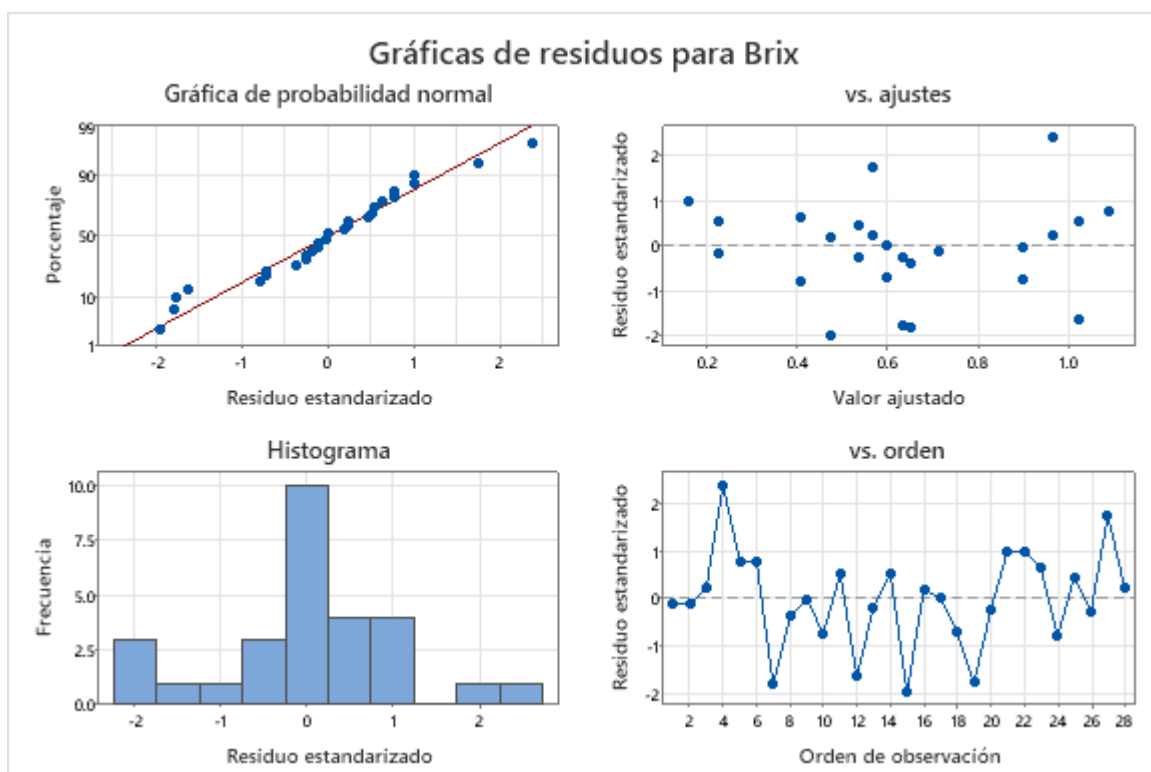 Gráficas de residuos para Brix
Gráfica de probabilidad normal
99
90
50
10
1
Porcentaje
-2 -1 0 1 2
Residuo estandarizado
vs. ajustes
2
1
0
-1
-2
Residuo estandarizado
0.2 0.4 0.6 0.8 1.0
Valor ajustado
Histograma
10.0
7.5
5.0
2.5
0.0
Frecuencia
-2 -1 0 1 2
Residuo estandarizado
vs. orden
2
1
0
-1
-2
Residuo estandarizado
2 4 6 8 10 12 14 16 18 20 22 24 26 28
Orden de observación